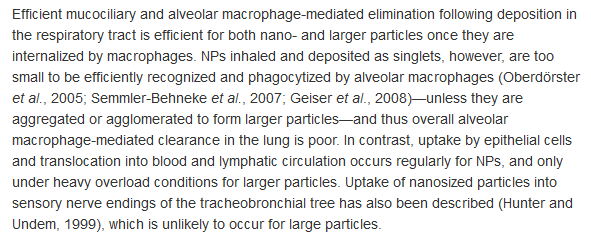 Efficient mucociliary and alveolar macrophage-mediated elimination following deposition in
the respiratory tract is efficient for both nano- and larger particles once they are
internalized by macrophages. NPs inhaled and deposited as singlets, however, are too
small to be efficiently recognized and phagocytized by alveolar macrophages (Oberdörster
et al., 2005; Semmler-Behneke et al., 2007; Geiser et al., 2008)—unless they are
aggregated or agglomerated to form larger particles—and thus overall alveolar
macrophage-mediated clearance in the lung is poor. In contrast, uptake by epithelial cells
and translocation into blood and lymphatic circulation occurs regularly for NPs, and only
under heavy overload conditions for larger particles. Uptake of nanosized particles into
sensory nerve endings of the tracheobronchial tree has also been described (Hunter and
Undem, 1999), which is unlikely to occur for large particles.